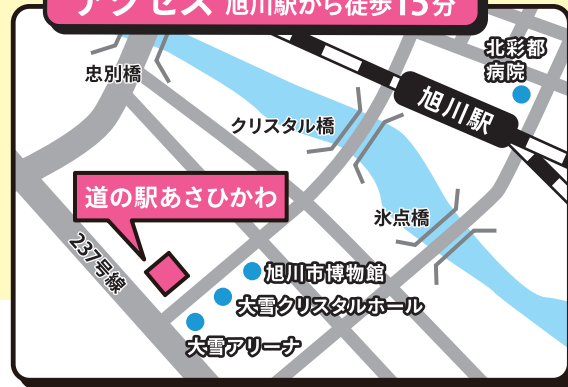 アクセス 旭川駅から徒歩15分
北彩都
病院
忠別橋
旭川駅
クリスタル橋
道の駅あさひかわ
氷点橋
237号線
旭川市博物館
大雪クリスタルホール
大雪アリーナ